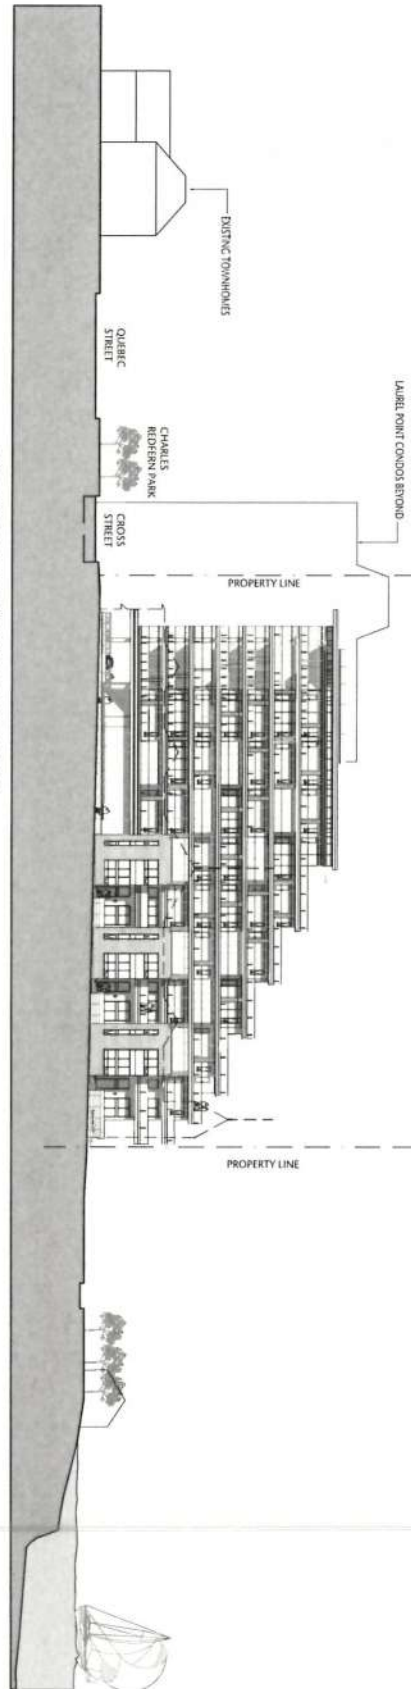 EXISTING TOWNHOMES
QUEBEC
STREET
CHARLES
REDFERN PARK
CROSS
STREET
LAUREL POINT CONDOS BEYOND
PROPERTY LINE
PROPERTY LINE